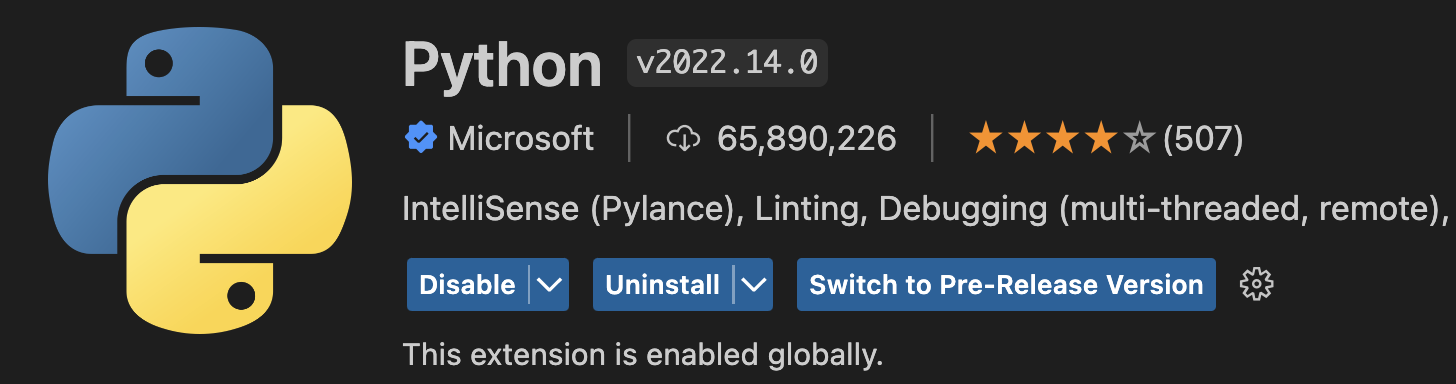 Python v2022.14.0
Microsoft 65,890,226 (507)
IntelliSense (Pylance), Linting, Debugging (multi-threaded, remote),
Disable Uninstall Switch to Pre-Release Version
This extension is enabled globally.